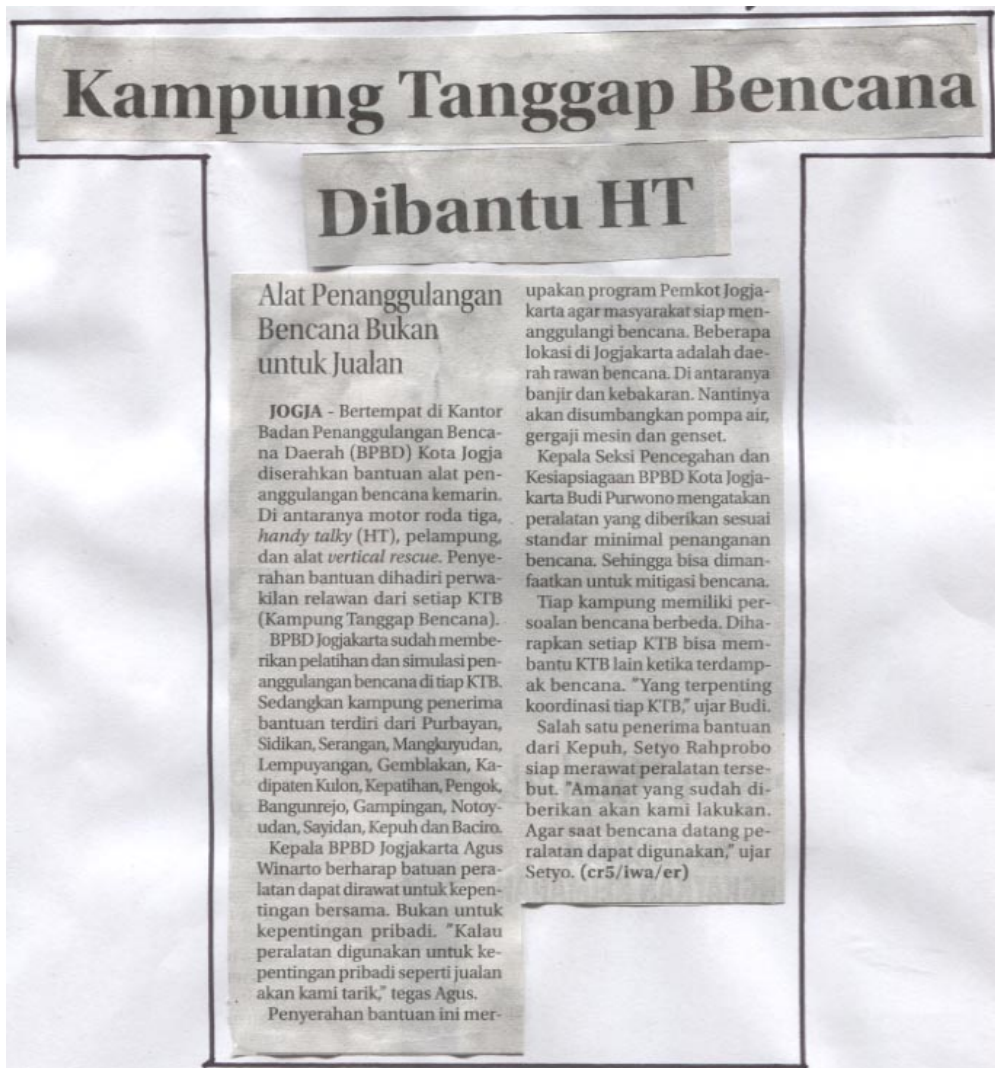 Kampung Tanggap Bencana
Dibantu HT
Alat Penanggulangan
Bencana Bukan
untuk Jualan
JOGJA - Bertempat di Kantor
Badan Penanggulangan Benca-
na Daerah (BPBD) Kota Jogja
diserahkan bantuan alat pen-
anggulangan bencana kemarin.
Di antaranya motor roda tiga,
handy talky (HT), pelampung,
dan alat vertical rescue. Penye-
rahan bantuan dihadiri perwa-
kilan relawan dari setiap KTB
(Kampung Tanggap Bencana).
BPBD Jogjakarta sudah membe-
rikan pelatihan dan simulasi pen-
anggulangan bencana di tiap KTB.
Sedangkan kampung penerima
bantuan terdiri dari Purbayan,
Sidikan, Serangan, Mangkuyudan,
Lempuyangan, Gemblakan, Ka-
dipaten Kulon, Kepatihan, Pengok,
Bangunrejo, Gampingan, Notoy-
udan, Sayidan, Kepuh dan Baciro.
Kepala BPBD Jogjakarta Agus
Winarto berharap batuan pera-
latan dapat dirawat untuk kepen-
tingan bersama. Bukan untuk
kepentingan pribadi. "Kalau
peralatan digunakan untuk ke-
pentingan pribadi seperti jualan
akan kami tarik," tegas Agus.
Penyerahan bantuan ini mer-
upakan program Pemkot Jogja-
karta agar masyarakat siap men-
anggulangi bencana. Beberapa
lokasi di Jogjakarta adalah dae-
rah rawan bencana. Di antaranya
banjir dan kebakaran. Nantinya
akan disumbangkan pompa air,
gergaji mesin dan genset.
Kepala Seksi Pencegahan dan
Kesiapsiagaan BPBD Kota Jogja-
karta Budi Purwono mengatakan
peralatan yang diberikan sesuai
standar minimal penanganan
bencana. Sehingga bisa diman-
faatkan untuk mitigasi bencana.
Tiap kampung memiliki per-
soalan bencana berbeda. Diha-
rapkan setiap KTB bisa mem-
bantu KTB lain ketika terdamp-
ak bencana. "Yang terpenting
koordinasi tiap KTB," ujar Budi.
Salah satu penerima bantuan
dari Kepuh, Setyo Rahprobo
siap merawat peralatan terse-
but. "Amanat yang sudah di-
berikan akan kami lakukan.
Agar saat bencana datang pe-
ralatan dapat digunakan," ujar
Setyo. (cr5/iwa/er)